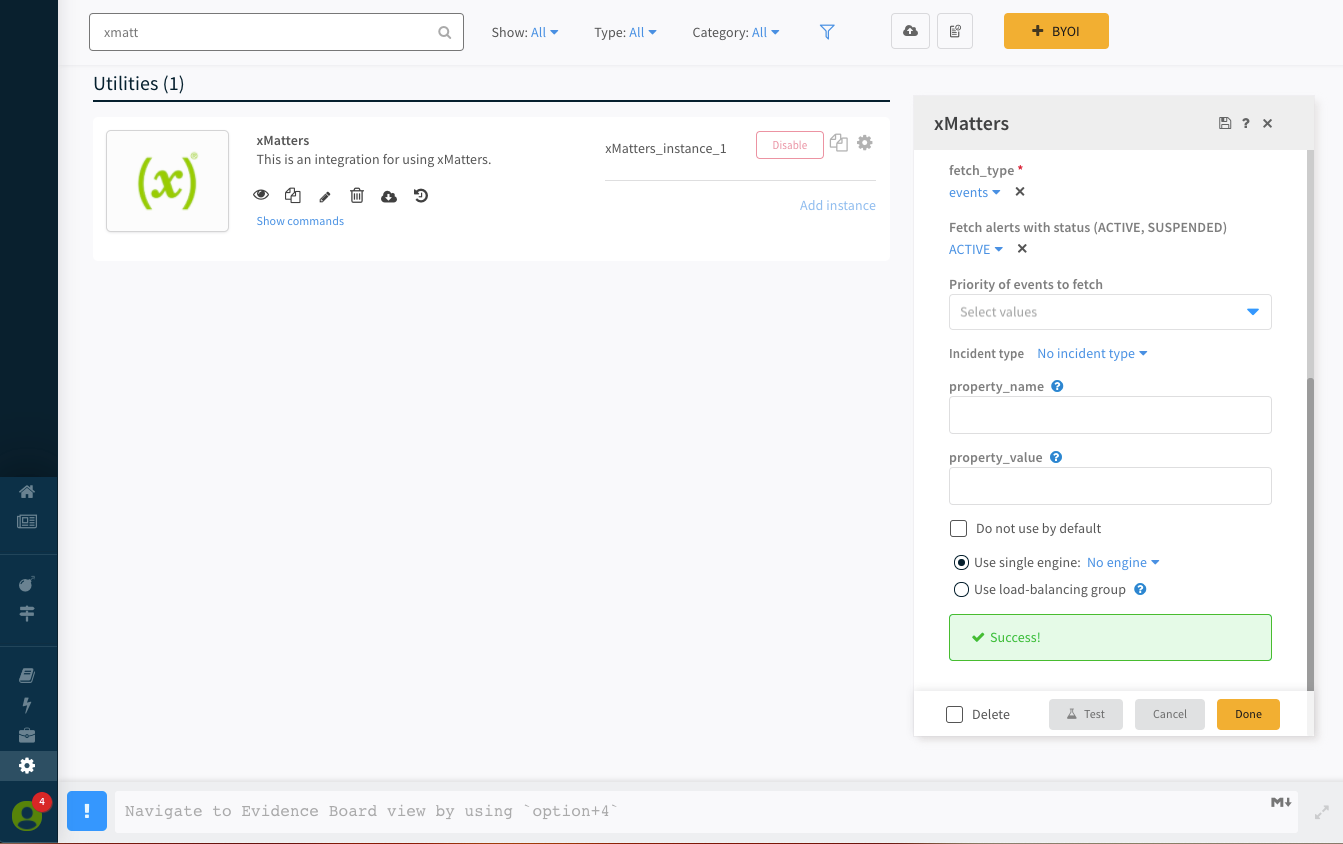 xmatt
Show: All
Type: All
Category: All
BYOI
Utilities (1)
(x)
xMatters
This is an integration for using xMatters.
Show commands
xMatters_instance_1
Disable
Add instance
xMatters
?
fetch_type *
events
Fetch alerts with status (ACTIVE, SUSPENDED)
ACTIVE
Priority of events to fetch
Select values
Incident type No incident type
property_name ?
property_value ?
Do not use by default
Use single engine: No engine
Use load-balancing group ?
Success!
Delete
Test
Cancel
Done
4
!
Navigate to Evidence Board view by using `option+4`
M